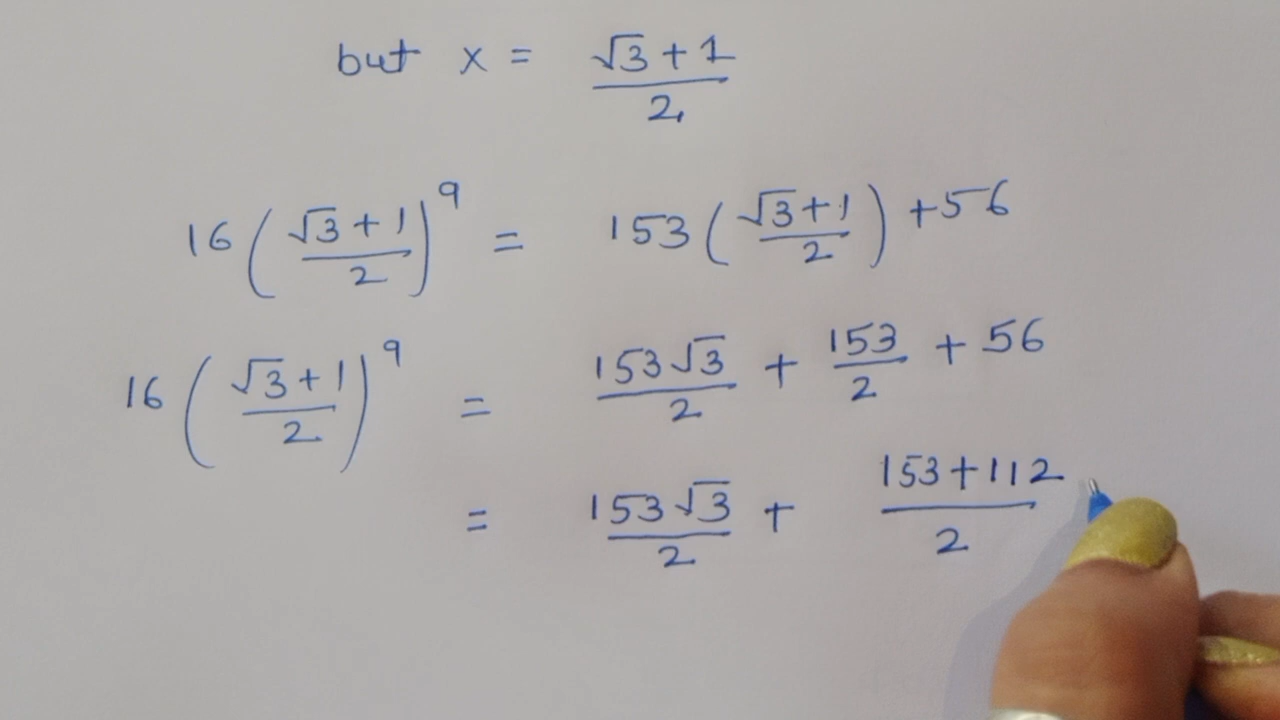 but x = (√3 + 1)/2
16((√3 + 1)/2)^9 = 153((√3 + 1)/2) + 56
16((√3 + 1)/2)^9 = 153√3/2 + 153/2 + 56
= 153√3/2 + (153 + 112)/2